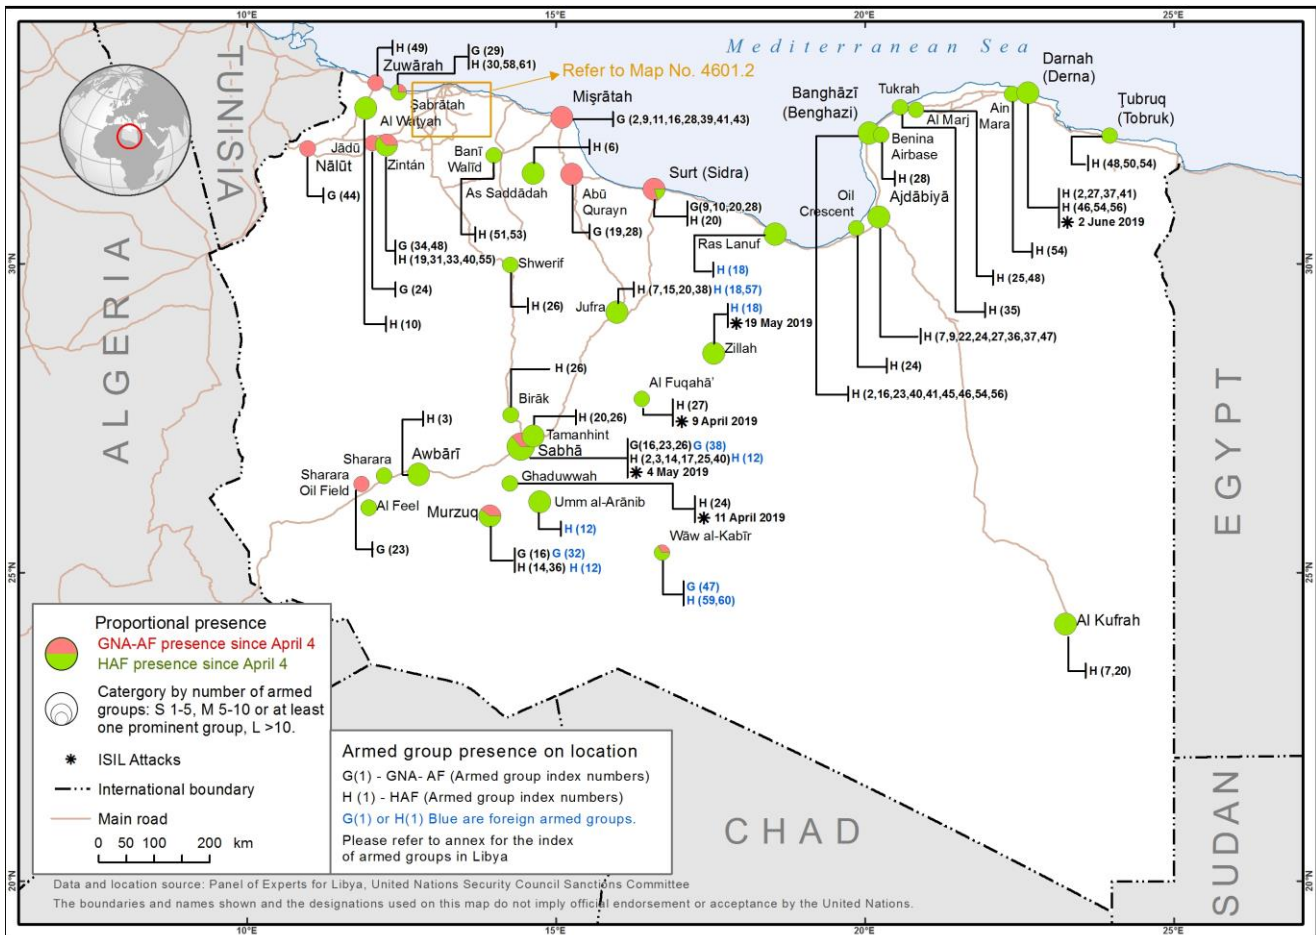 10°E
15°E
20°E
25°E
Mediterranean Sea
Refer to Map No. 4601.2
TUNISIA
ALGERIA
EGYPT
CHAD
SUDAN
30°N
25°N
20°N
30°N
25°N
20°N
H (49)
Zuwārah
G (29)
H (30,58,61)
Şabrātah
Al Waţyah
Mişrātah
G (2,9,11,16,28,39,41,43)
Jādū
Nālūt
Zintán
G (44)
Banī
Walīd
H (6)
As Saddādah
Abū
Qurayn
Surt (Sidra)
G(9,10,20,28)
H (20)
G (19,28)
H (51,53)
G (34,48)
H (19,31,33,40,55)
G (24)
H (10)
Shwerif
H (26)
Ras Lanuf
H (18)
Jufra
H (7,15,20,38) H (18,57)
H (18)
19 May 2019
Zillah
Banghāzī
(Benghazi)
Tukrah
Al Marj
Ain
Mara
Darnah
(Derna)
Ţubruq
(Tobruk)
Benina
Airbase
H (28)
Oil
Crescent
Ajdābiyā
H (48,50,54)
H (2,27,37,41)
H (46,54,56)
2 June 2019
H (54)
H (25,48)
H (35)
H (7,9,22,24,27,36,37,47)
H (24)
H (2,16,23,40,41,45,46,54,56)
H (26)
Birāk
Al Fuqahā’
H (27)
9 April 2019
H (3)
H (20,26)
Tamanhint
Sabhā
G(16,23,26) G (38)
H (2,3,14,17,25,40) H (12)
4 May 2019
Sharara
Awbārī
Sharara
Oil Field
Al Feel
Ghaduwwah
H (24)
11 April 2019
Murzuq
Umm al-Arānib
H (12)
Wāw al-Kabīr
G (23)
G (16) G (32)
H (14,36) H (12)
G (47)
H (59,60)
Al Kufrah
H (7,20)
Proportional presence
GNA-AF presence since April 4
HAF presence since April 4
Catergory by number of armed
groups: S 1-5, M 5-10 or at least
one prominent group, L >10.
ISIL Attacks
International boundary
Main road
0 50 100 200 km
Armed group presence on location
G(1) - GNA- AF (Armed group index numbers)
H (1) - HAF (Armed group index numbers)
G(1) or H(1) Blue are foreign armed groups.
Please refer to annex for the index
of armed groups in Libya
Data and location source: Panel of Experts for Libya, United Nations Security Council Sanctions Committee
The boundaries and names shown and the designations used on this map do not imply official endorsement or acceptance by the United Nations.
10°E
15°E
20°E
25°E